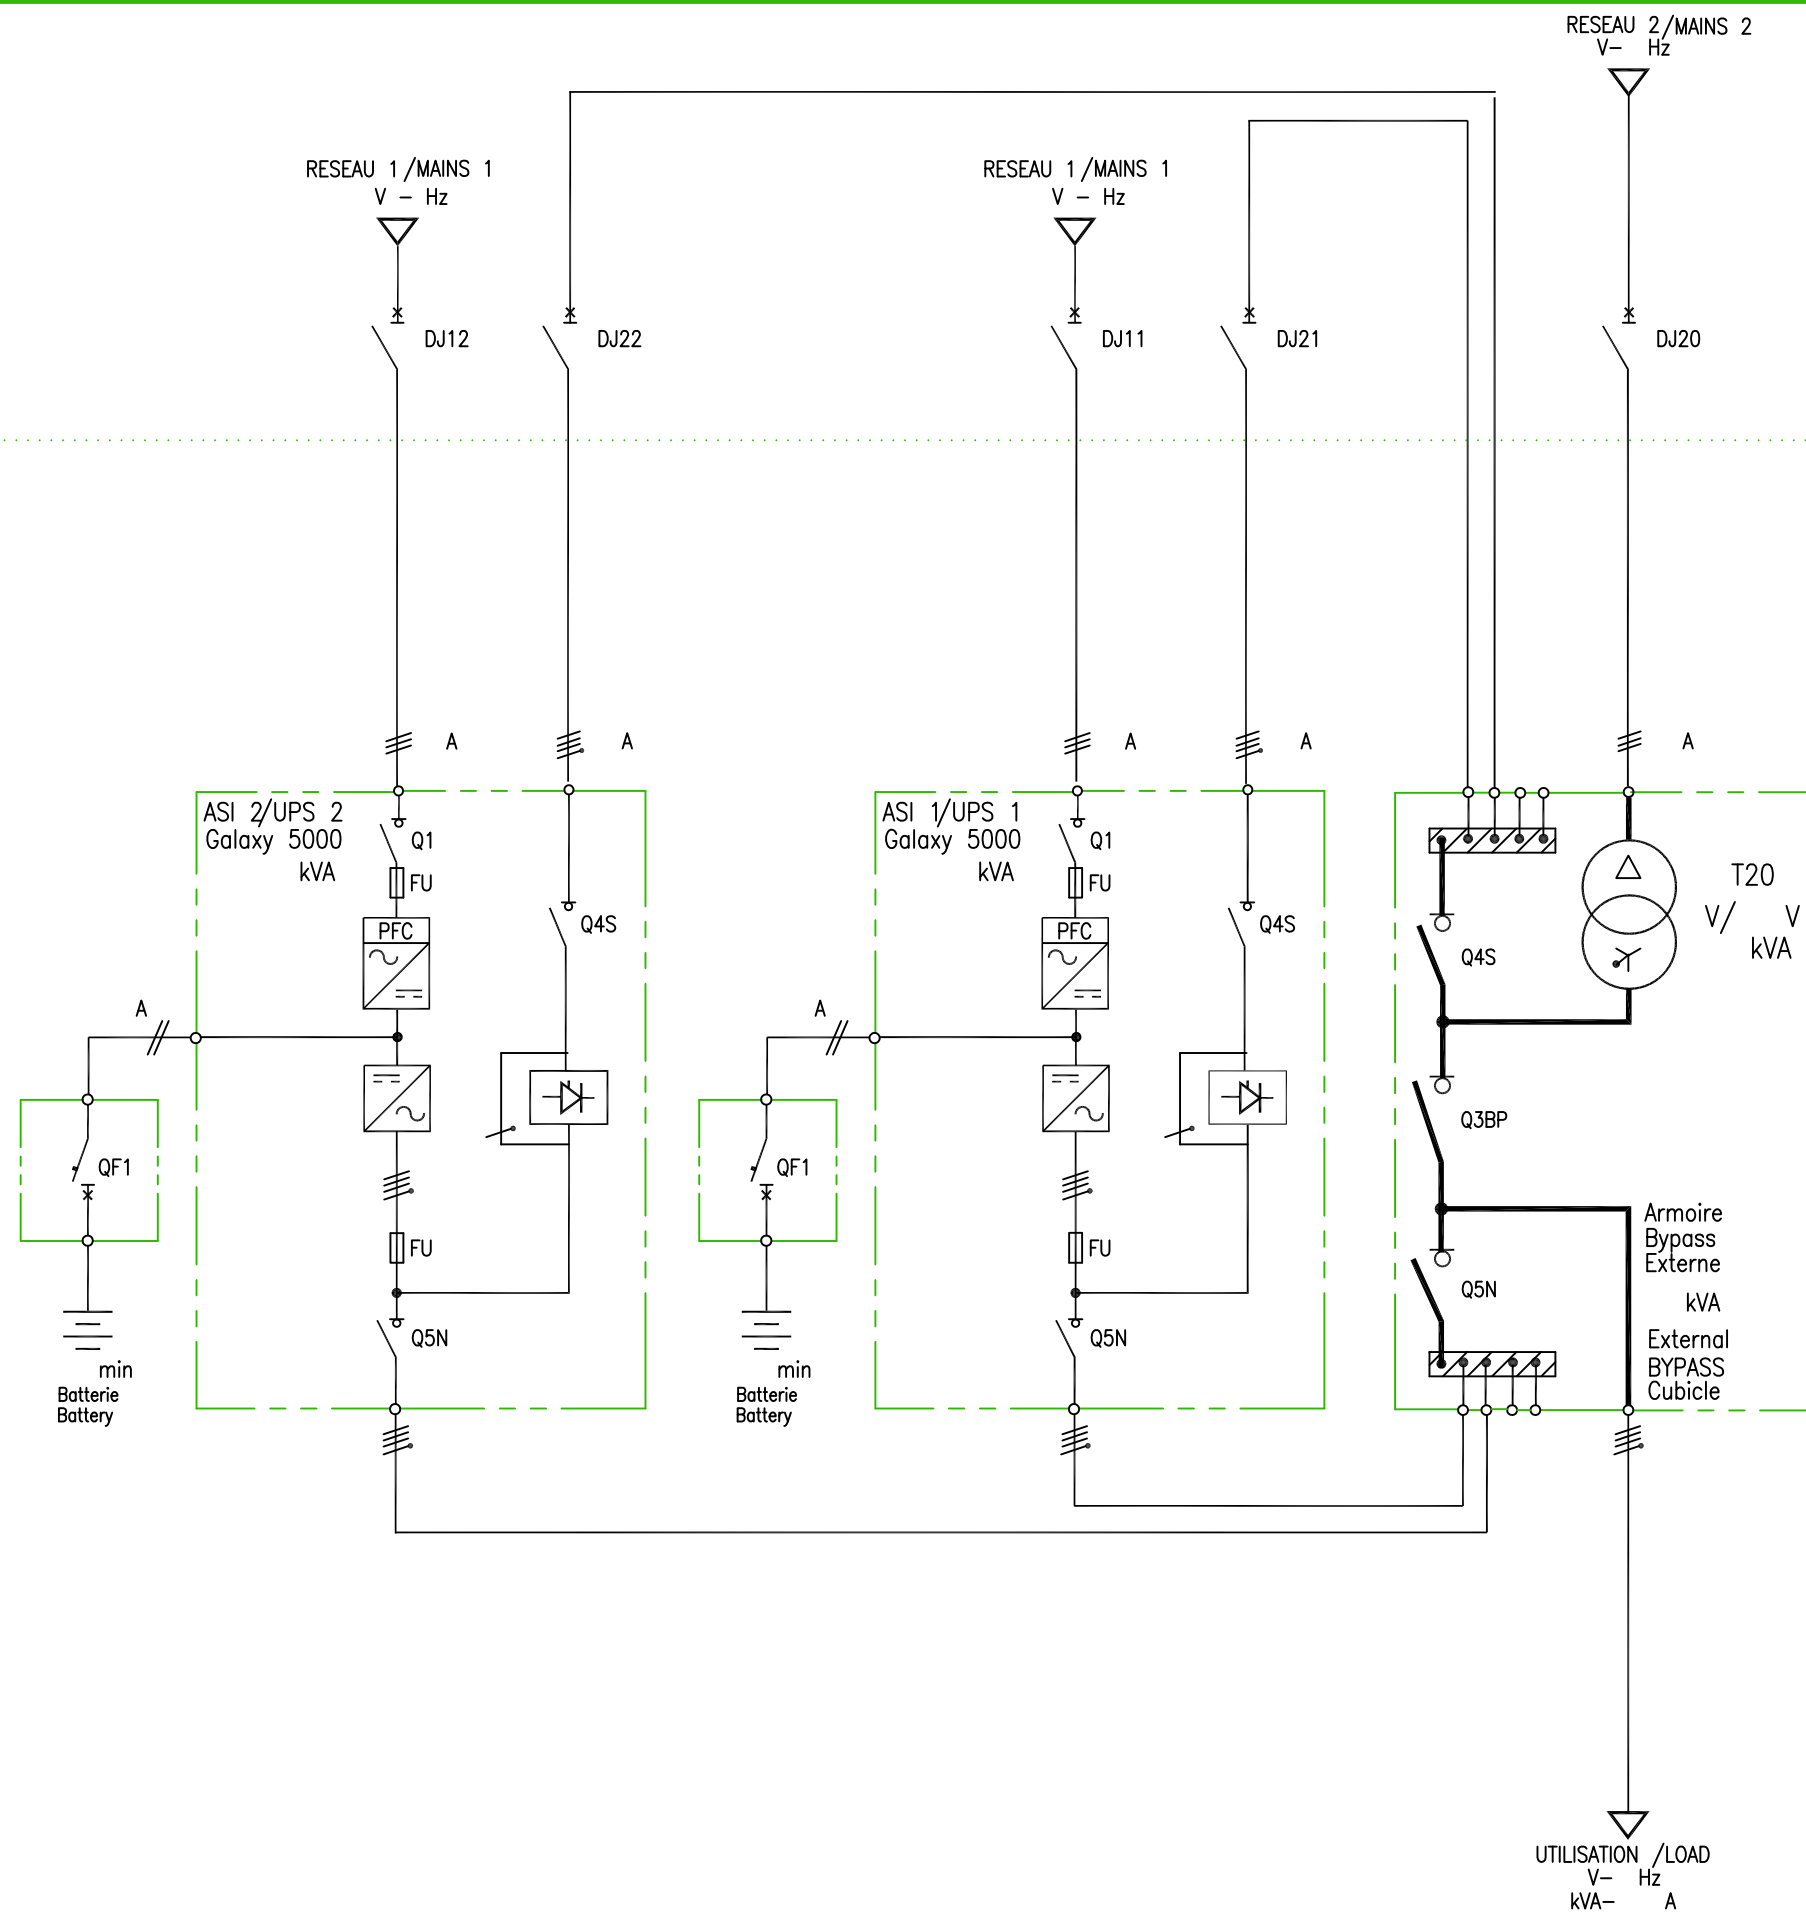 RESEAU 2/MAINS 2
V- Hz
RESEAU 1/MAINS 1
V - Hz
RESEAU 1/MAINS 1
V - Hz
DJ12
DJ22
DJ11
DJ21
DJ20
A
A
A
A
A
ASI 2/UPS 2
Galaxy 5000
kVA
Q1
FU
PFC
Q4S
A
QF1
FU
Q5N
min
Batterie
Battery
ASI 1/UPS 1
Galaxy 5000
kVA
Q1
FU
PFC
Q4S
A
QF1
FU
Q5N
min
Batterie
Battery
T20
V/ V
kVA
Q4S
Q3BP
Q5N
Armoire
Bypass
Externe
kVA
External
BYPASS
Cubicle
UTILISATION /LOAD
V- Hz
kVA- A